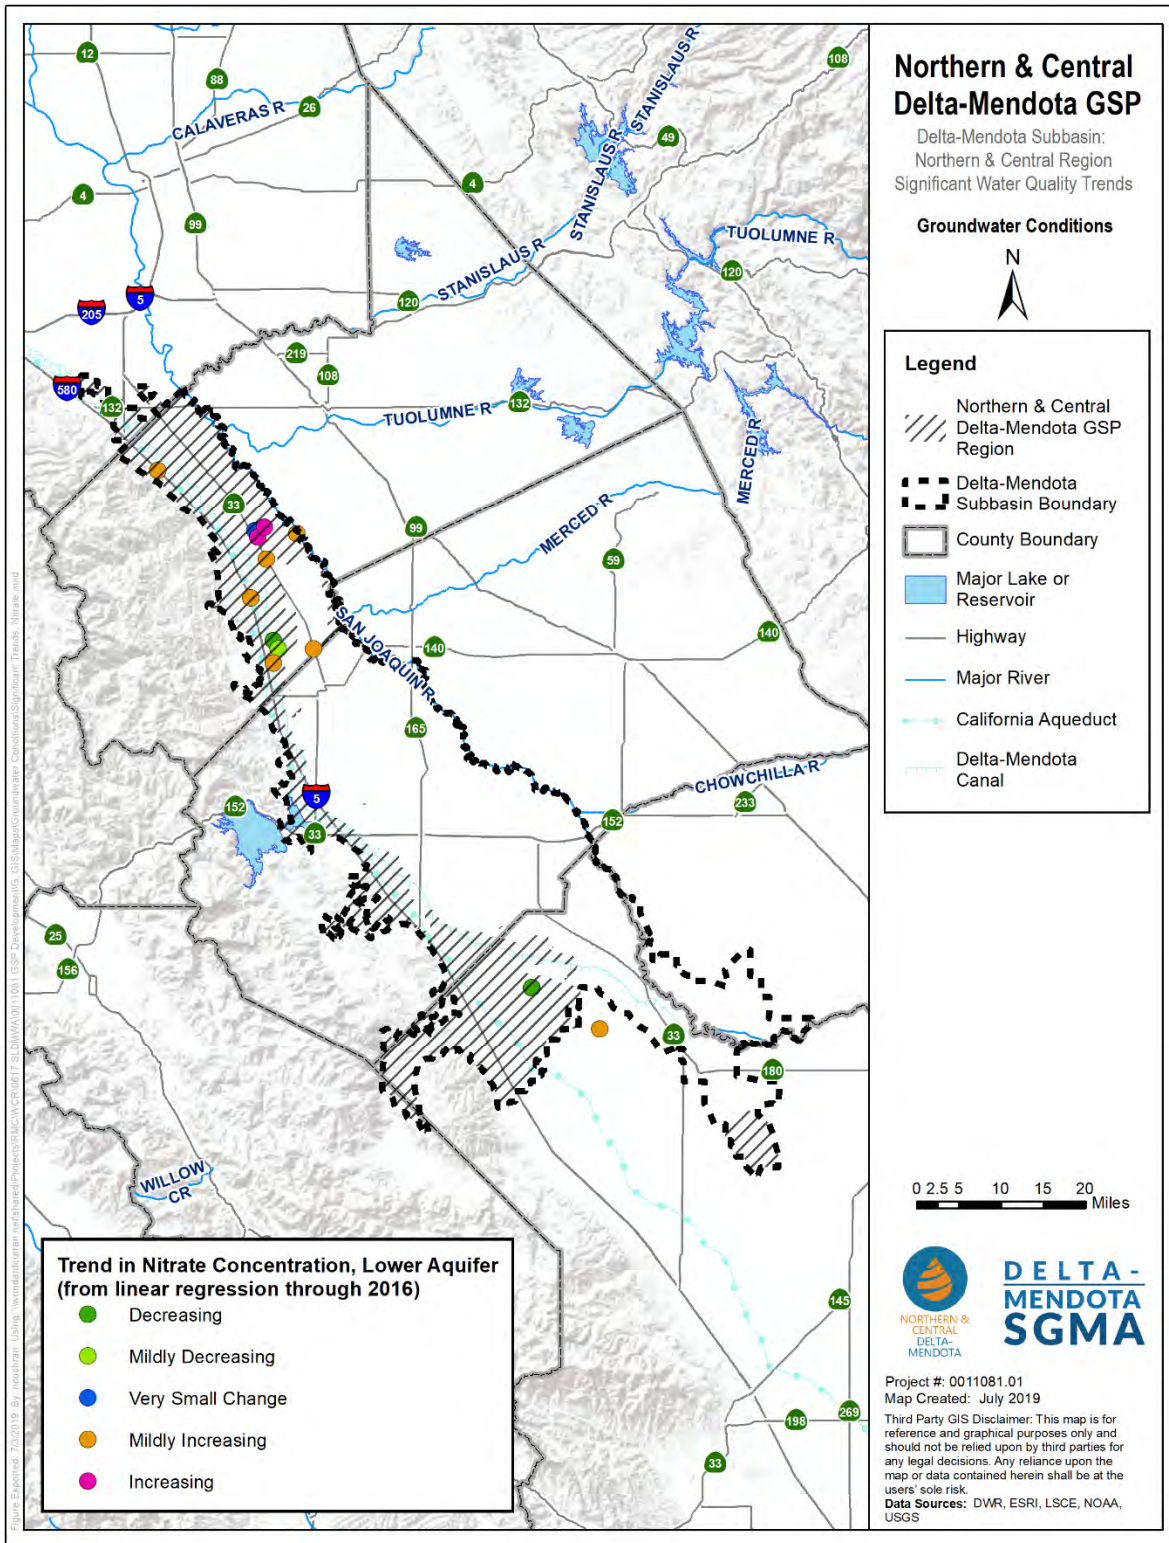 Northern & Central
Delta-Mendota GSP
Delta-Mendota Subbasin:
Northern & Central Region
Significant Water Quality Trends
Groundwater Conditions
N
Legend
Northern & Central
Delta-Mendota GSP
Region
Delta-Mendota
Subbasin Boundary
County Boundary
Major Lake or
Reservoir
Highway
Major River
California Aqueduct
Delta-Mendota
Canal
0 2.5 5 10 15 20
Miles
NORTHERN &
CENTRAL
DELTA-
MENDOTA
DELTA-
MENDOTA
SGMA
Project #: 0011081.01
Map Created: July 2019
Third Party GIS Disclaimer: This map is for
reference and graphical purposes only and
should not be relied upon by third parties for
any legal decisions. Any reliance upon the
map or data contained herein shall be at the
users' sole risk.
Data Sources: DWR, ESRI, LSCE, NOAA,
USGS
12
88
108
CALAVERAS R
26
STANISLAUS R
49
4
4
STANISLAUS R
99
TUOLUMNE R
STANISLAUS R
120
5
120
205
219
108
580
132
TUOLUMNE R
132
MERCED R
33
99
MERCED R
59
SAN JOAQUIN R
140
140
165
CHOWCHILLA R
5
152
233
152
33
25
156
33
180
WILLOW
CR
145
269
198
33
Trend in Nitrate Concentration, Lower Aquifer
(from linear regression through 2016)
Decreasing
Mildly Decreasing
Very Small Change
Mildly Increasing
Increasing